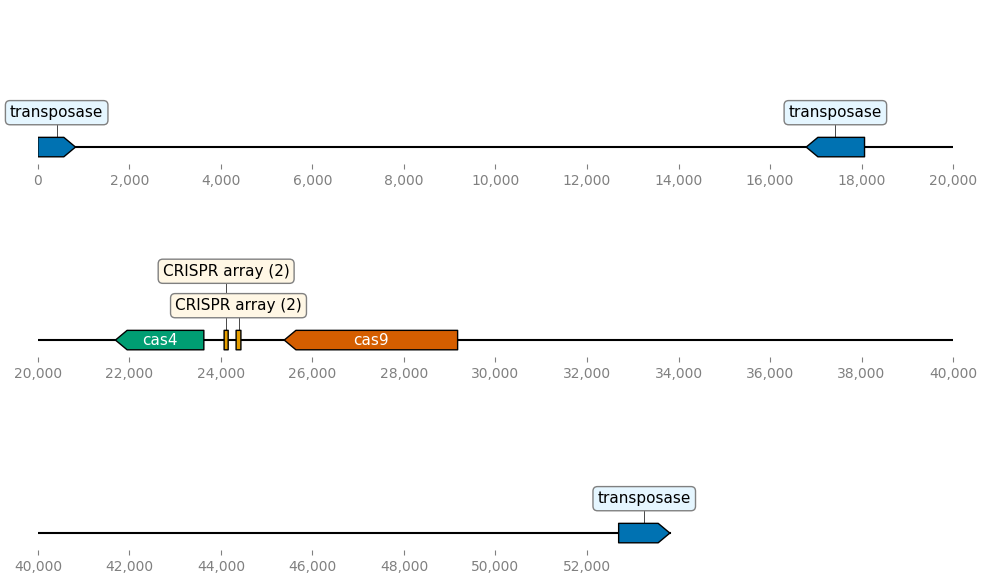 transposase transposase
0 2,000 4,000 6,000 8,000 10,000 12,000 14,000 16,000 18,000 20,000
CRISPR array (2)
CRISPR array (2)
cas4 cas9
20,000 22,000 24,000 26,000 28,000 30,000 32,000 34,000 36,000 38,000 40,000
transposase
40,000 42,000 44,000 46,000 48,000 50,000 52,000